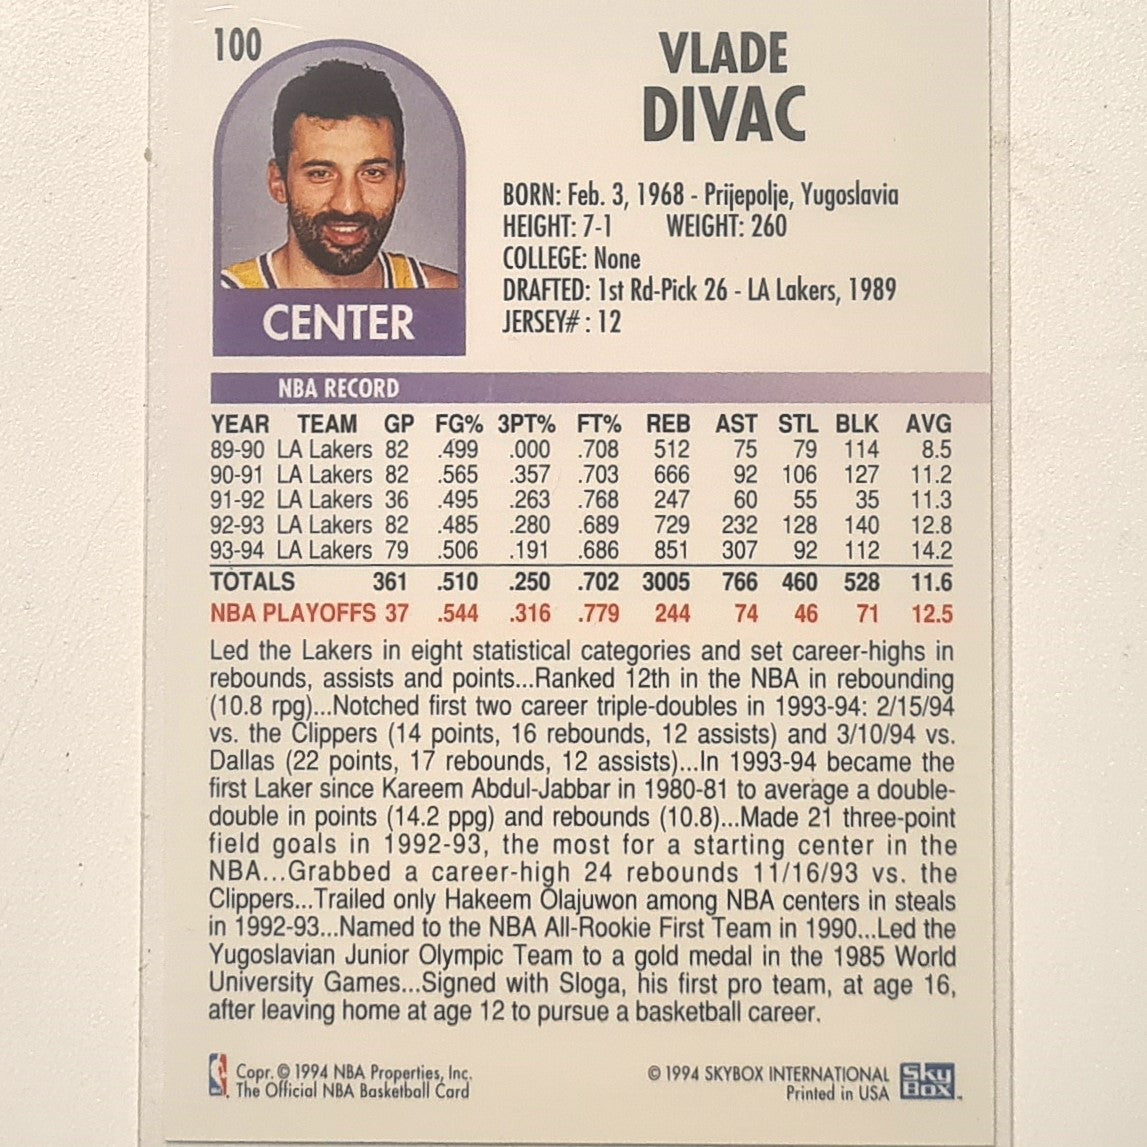 100
VLADE
DIVAC
BORN: Feb. 3, 1968 - Prijepolje, Yugoslavia
HEIGHT: 7-1 WEIGHT: 260
COLLEGE: None
DRAFTED: 1st Rd-Pick 26 - LA Lakers, 1989
JERSEY# : 12
CENTER
NBA RECORD
YEAR TEAM GP FG% 3PT% FT% REB AST STL BLK AVG
89-90 LA Lakers 82 .499 .000 .708 512 75 79 114 8.5
90-91 LA Lakers 82 .565 .357 .703 666 92 106 127 11.2
91-92 LA Lakers 36 .495 .263 .768 247 60 55 35 11.3
92-93 LA Lakers 82 .485 .280 .689 729 232 128 140 12.8
93-94 LA Lakers 79 .506 .191 .686 851 307 92 112 14.2
TOTALS 361 .510 .250 .702 3005 766 460 528 11.6
NBA PLAYOFFS 37 .544 .316 .779 244 74 46 71 12.5
Led the Lakers in eight statistical categories and set career-highs in
rebounds, assists and points...Ranked 12th in the NBA in rebounding
(10.8 rpg)...Notched first two career triple-doubles in 1993-94: 2/15/94
vs. the Clippers (14 points, 16 rebounds, 12 assists) and 3/10/94 vs.
Dallas (22 points, 17 rebounds, 12 assists)...In 1993-94 became the
first Laker since Kareem Abdul-Jabbar in 1980-81 to average a double-
double in points (14.2 ppg) and rebounds (10.8)...Made 21 three-point
field goals in 1992-93, the most for a starting center in the
NBA...Grabbed a career-high 24 rebounds 11/16/93 vs. the
Clippers...Trailed only Hakeem Olajuwon among NBA centers in steals
in 1992-93...Named to the NBA All-Rookie First Team in 1990...Led the
Yugoslavian Junior Olympic Team to a gold medal in the 1985 World
University Games...Signed with Sloga, his first pro team, at age 16,
after leaving home at age 12 to pursue a basketball career.
Copr. © 1994 NBA Properties, Inc.
The Official NBA Basketball Card
© 1994 SKYBOX INTERNATIONAL
Printed in USA
Sky
BOX